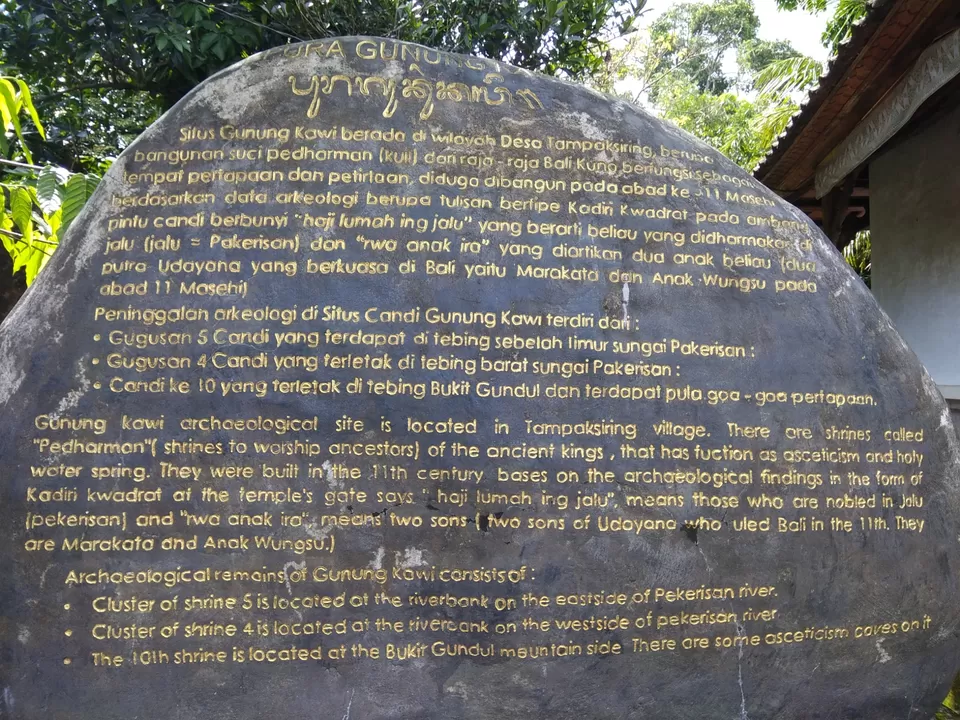 PURA GUNUNG
Situs Gunung Kawi berada di wilayah Desa Tampaksiring, berupa
bangunan suci pedharman (kuil) dari raja - raja Bali Kuno berfungsi sebagai
tempat pertapaan dan petirtaan, diduga dibangun pada abad ke -11 Masehi
berdasarkan data arkeologi berupa tulisan bertipe Kadiri Kwadrat pada ambang
pintu candi berbunyi "haji lumah ing jalu" yang berarti beliau yang didharmakan di
jalu (jalu = Pakerisan) dan "rwa anak ira" yang diartikan dua anak beliau (dua
putra Udayana yang berkuasa di Bali yaitu Marakata dan Anak Wungsu pada
abad 11 Masehi)
Peninggalan arkeologi di Situs Candi Gunung Kawi terdiri dari :
• Gugusan 5 Candi yang terdapat di tebing sebelah timur sungai Pakerisan ;
• Gugusan 4 Candi yang terletak di tebing barat sungai Pakerisan ;
• Candi ke 10 yang terletak di tebing Bukit Gundul dan terdapat pula goa - goa pertapaan.
Gunung kawi archaeological site is located in Tampaksiring village. There are shrines called
"Pedharman"( shrines to worship ancestors) of the ancient kings , that has fuction as asceticism and holy
water spring. They were built in the 11th century bases on the archaeological findings in the form of
Kadiri kwadrat at the temple's gate says " haji lumah ing jalu", means those who are nobled in Jalu
(pekerisan) and "rwa anak ira" means two sons ( two sons of Udayana who uled Bali in the 11th. They
are Marakata and Anak Wungsu.)
Archaeological remains of Gunung Kawi consists of :
• Cluster of shrine 5 is located at the riverbank on the eastside of Pekerisan river.
• Cluster of shrine 4 is located at the riverbank on the westside of pekerisan river
• The 10th shrine is located at the Bukit Gundul mountain side There are some asceticism caves on it